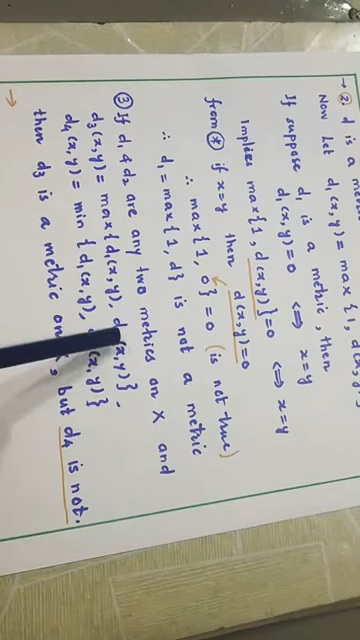 → ② d is a
Now Let d₁(x,y) = max{1, d(x,y)
If suppose d₁ is a metric, then
d₁(x,y)=0 ⟺ x=y
Implies max{1, d(x,y)}=0 ⟺ x=y
from ⊛ if x=y then d(x,y)=0
∴ max{1, 0} = 0 (is not true)
∴ d₁ = max{1, d} is not a metric
③ If d₁ & d₂ are any two metrics on X and
d₃(x,y) = max{d₁(x,y), d (x,y)}.
d₄(x,y) = min {d₁(x,y), (x,y)}
then d₃ is a metric on , but d₄ is not.
→